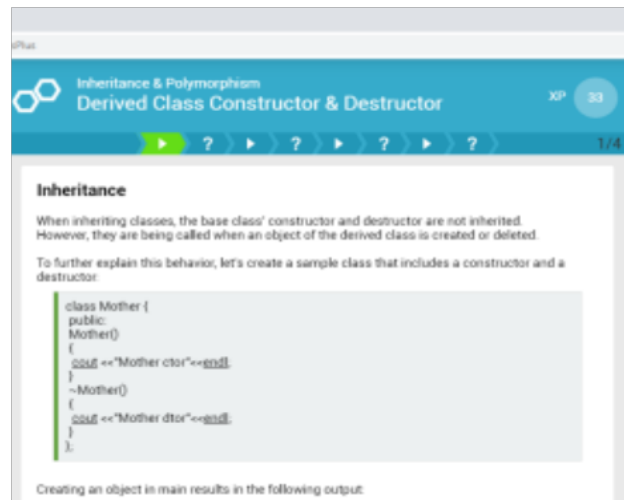 Inheritance & Polymorphism
Derived Class Constructor & Destructor
XP 33
? ? ? ?
1/4
Inheritance
When inheriting classes, the base class' constructor and destructor are not inherited.
However, they are being called when an object of the derived class is created or deleted.
To further explain this behavior, let's create a sample class that includes a constructor and a
destructor:
class Mother {
public:
Mother()
{
cout <<"Mother ctor"<<endl;
}
~Mother()
{
cout <<"Mother dtor"<<endl;
}
};
Creating an object in main results in the following output: